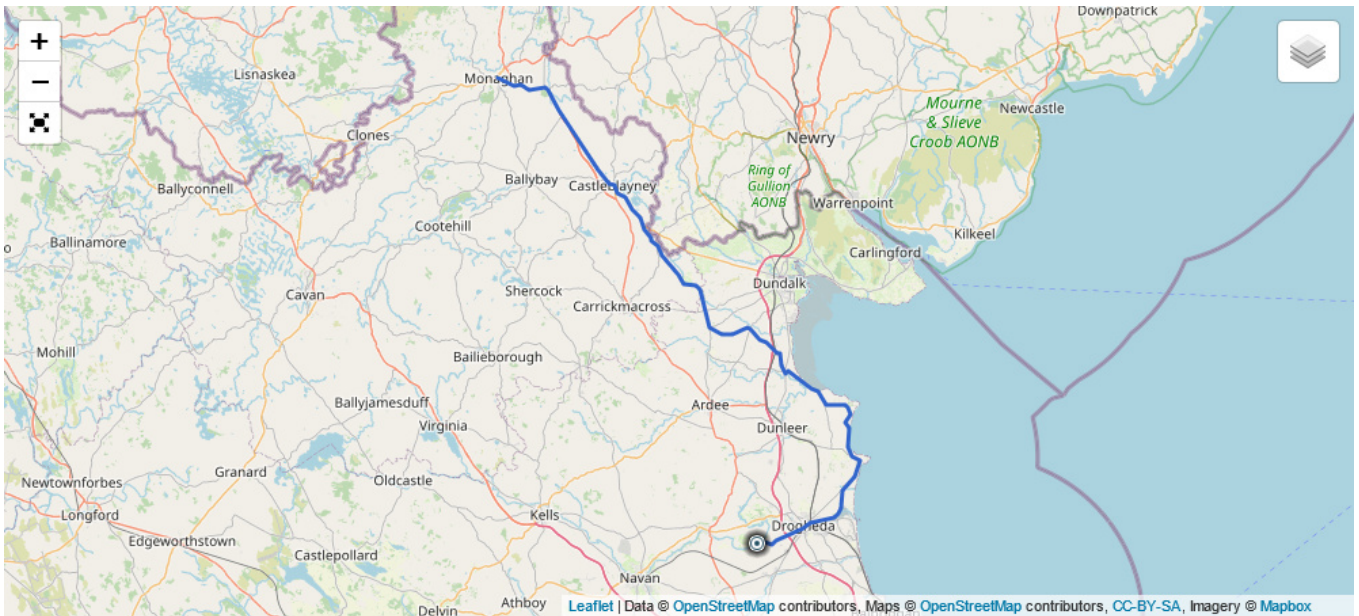 Downpatrick
+
Lisnaskea
Monaghan
−
Mourne
& Slieve
Croob AONB
Newcastle
Clones
Newry
Ring of
Gullion
AONB
Ballyconnell
Ballybay
Castleblayney
Warrenpoint
Cootehill
Kilkeel
Ballinamore
o
Carlingford
Dundalk
Cavan
Shercock
Carrickmacross
Mohill
Bailieborough
Ballyjamesduff
Ardee
Virginia
Dunleer
Granard
Oldcastle
Newtownforbes
Longford
Kells
Drogheda
Edgeworthstown
Castlepollard
Navan
Athboy
Delvin
Leaflet | Data © OpenStreetMap contributors, Maps © OpenStreetMap contributors, CC-BY-SA, Imagery © Mapbox